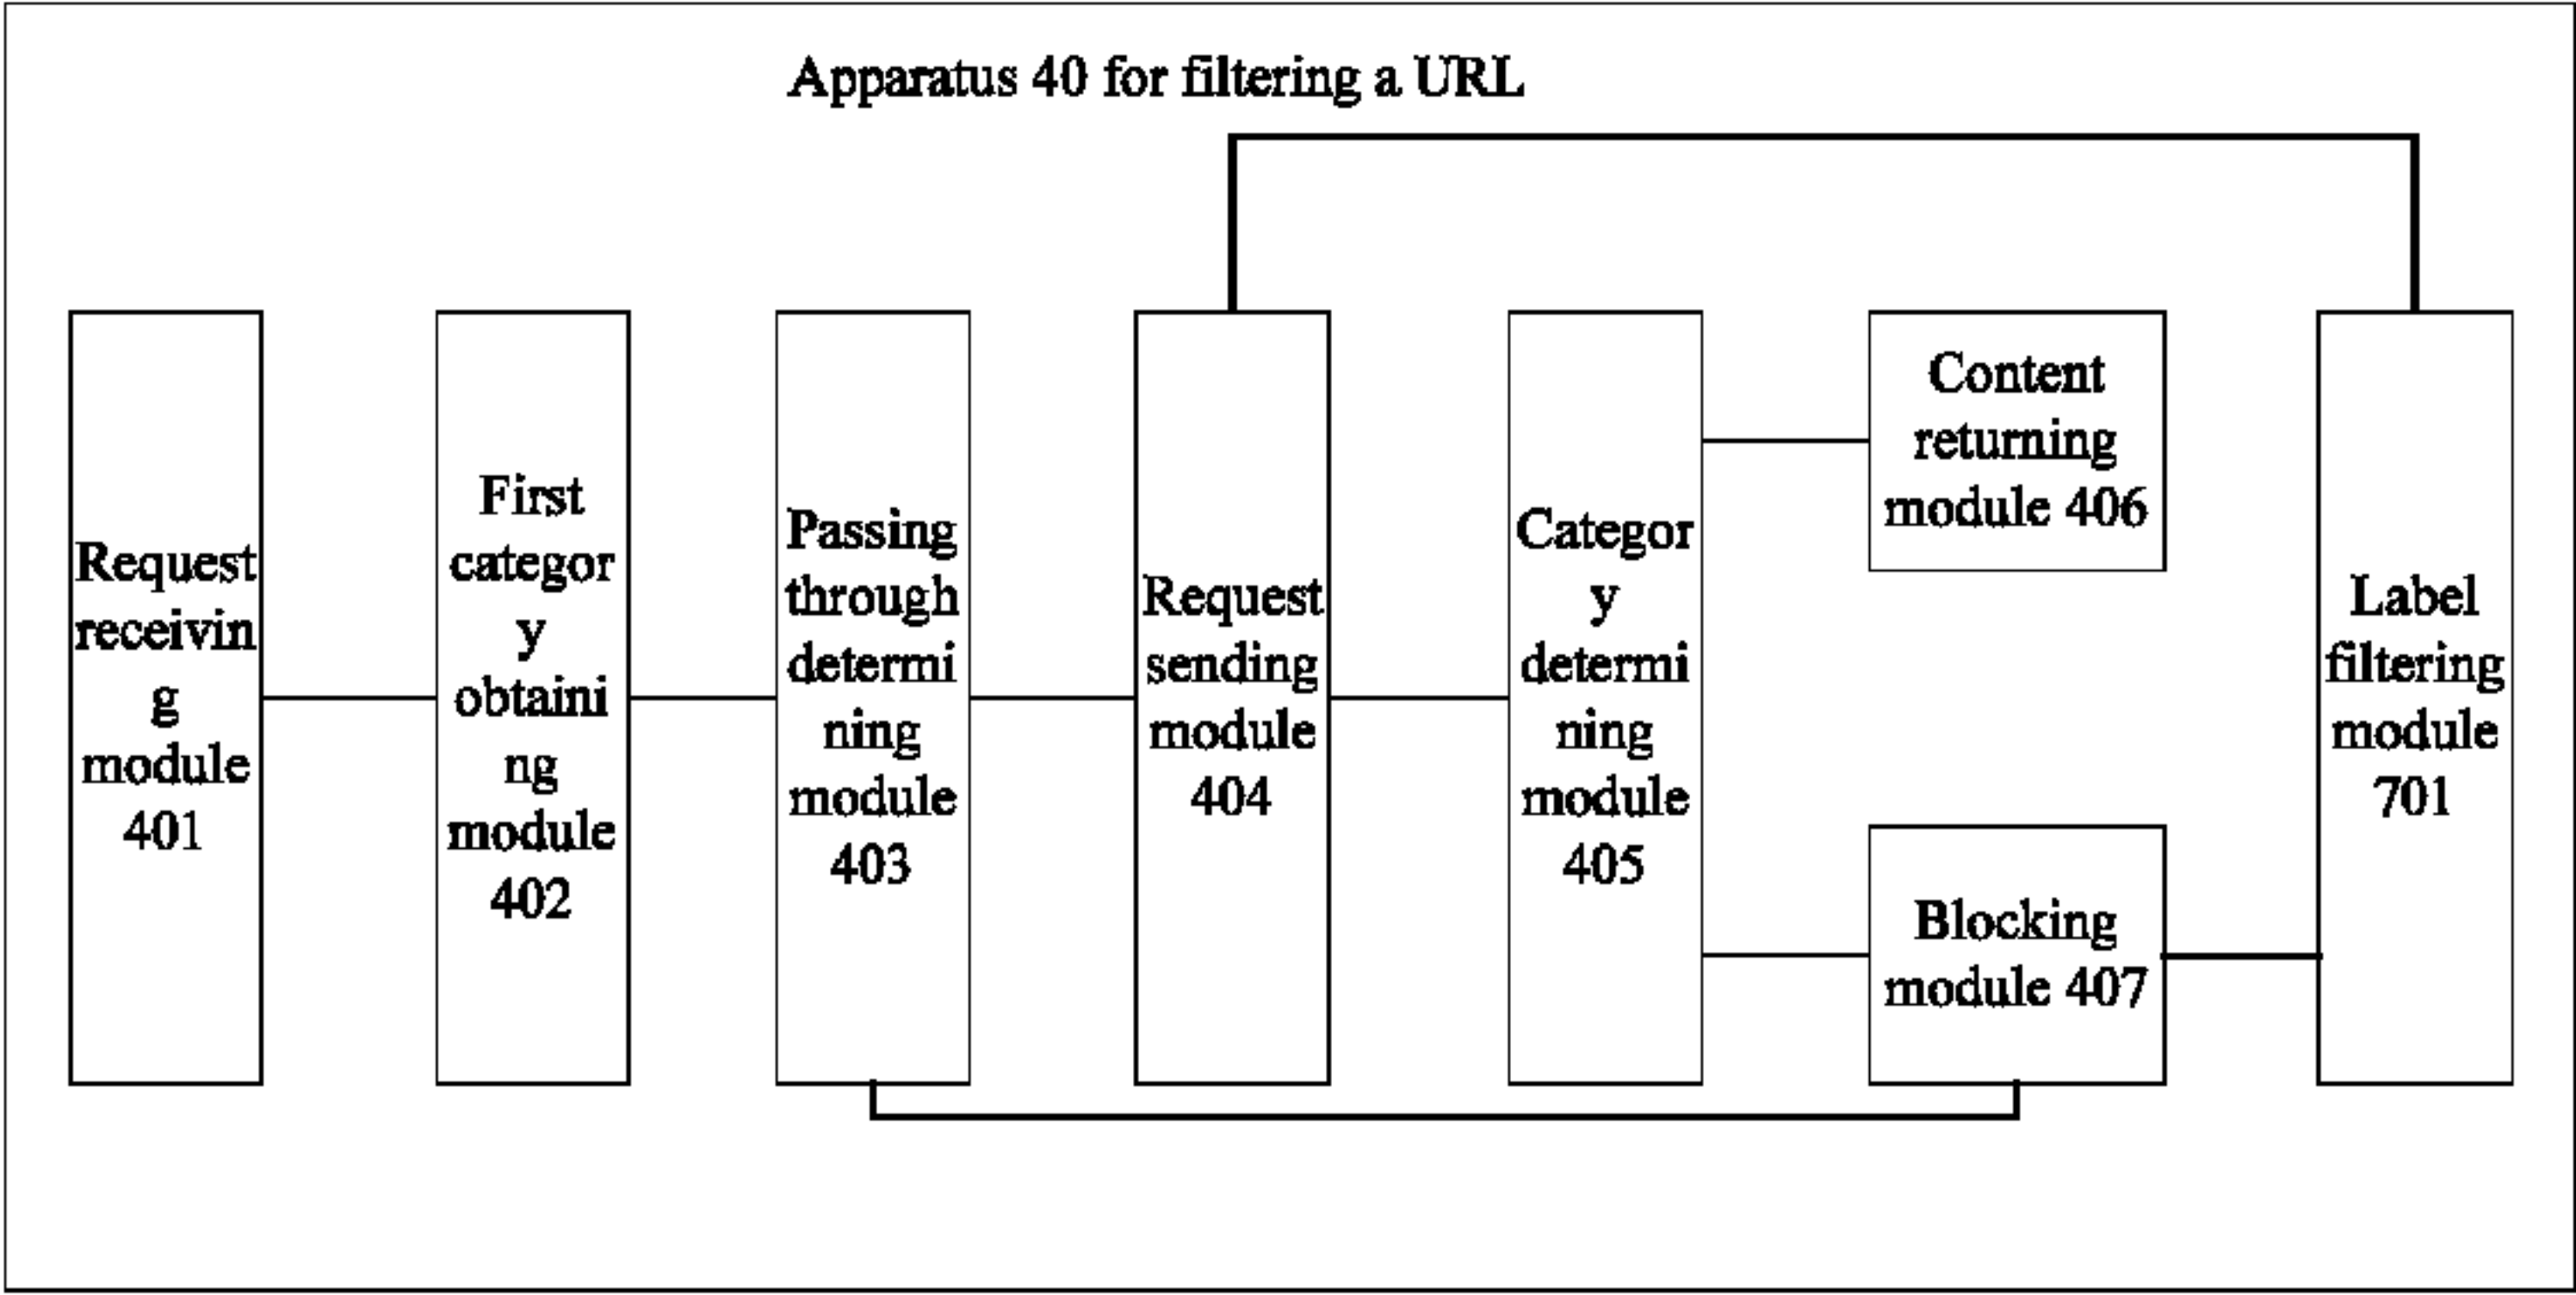 Apparatus 40 for filtering a URL
Request
receivin
g
module
401
First
categor
y
obtaini
ng
module
402
Passing
through
determi
ning
module
403
Request
sending
module
404
Categor
y
determi
ning
module
405
Content
returning
module 406
Blocking
module 407
Label
filtering
module
701